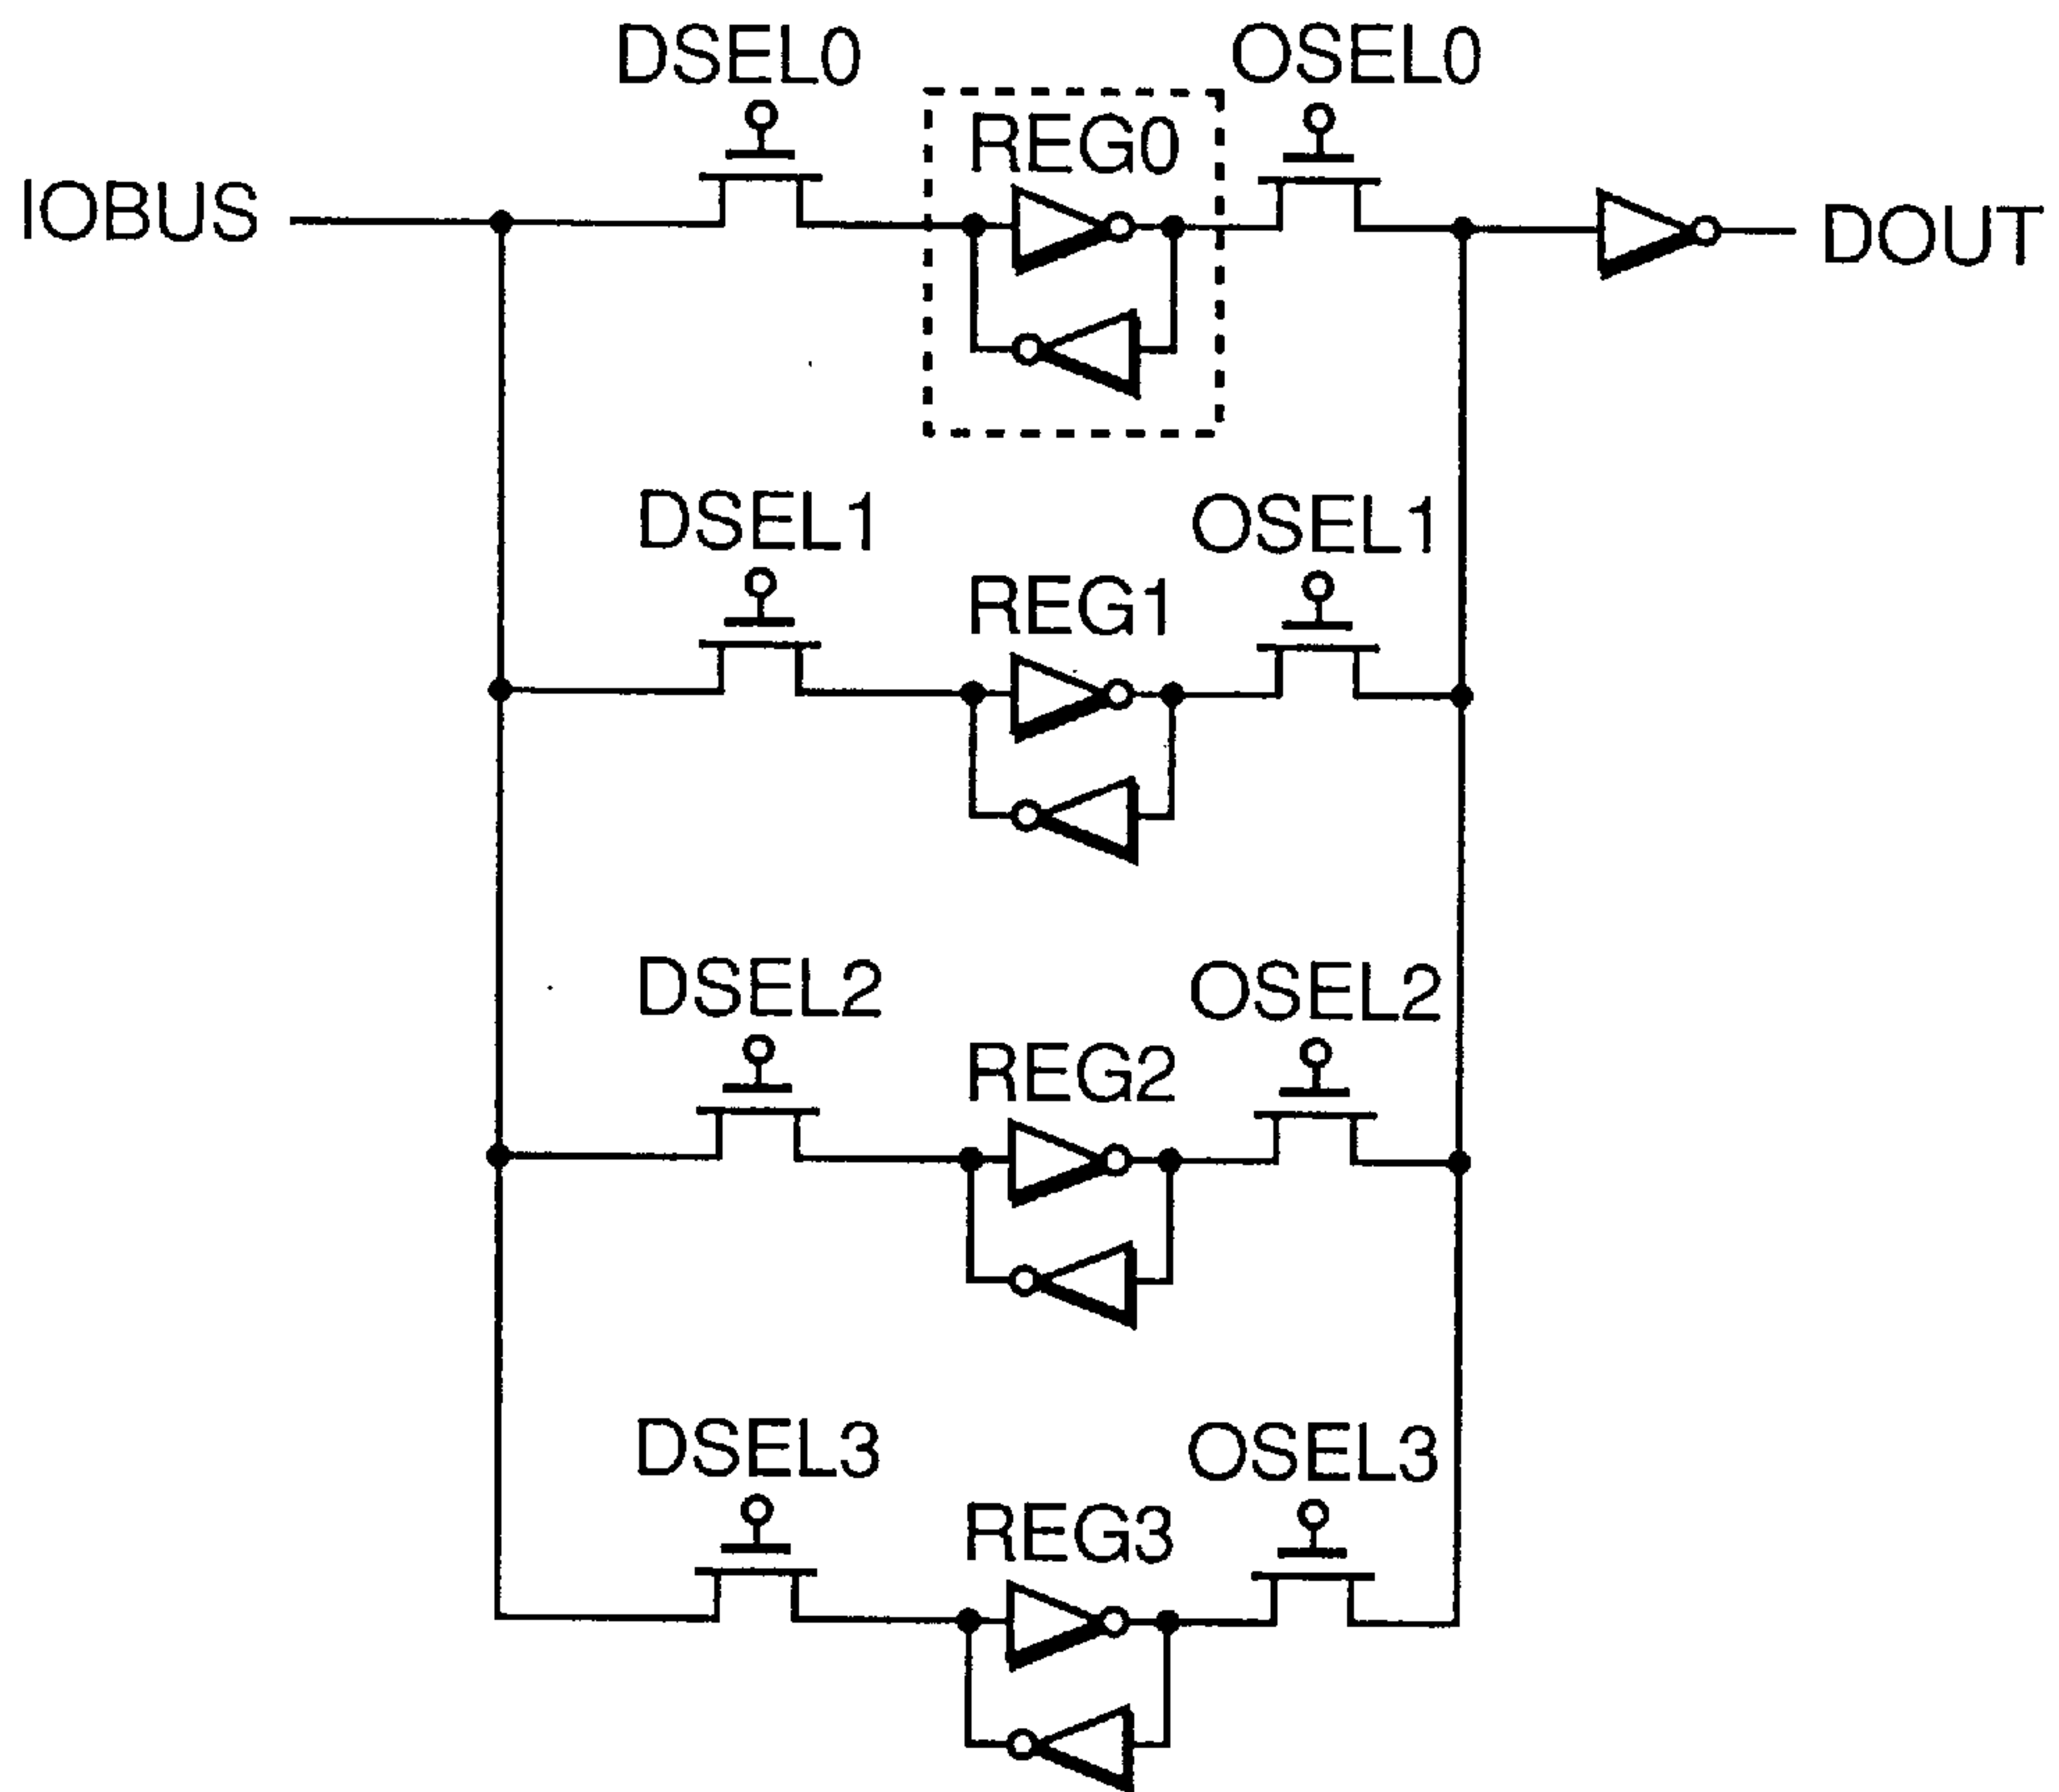 DSEL0
OSEL0
REG0
IOBUS
DOUT
DSEL1
OSEL1
REG1
DSEL2
OSEL2
REG2
DSEL3
OSEL3
REG3